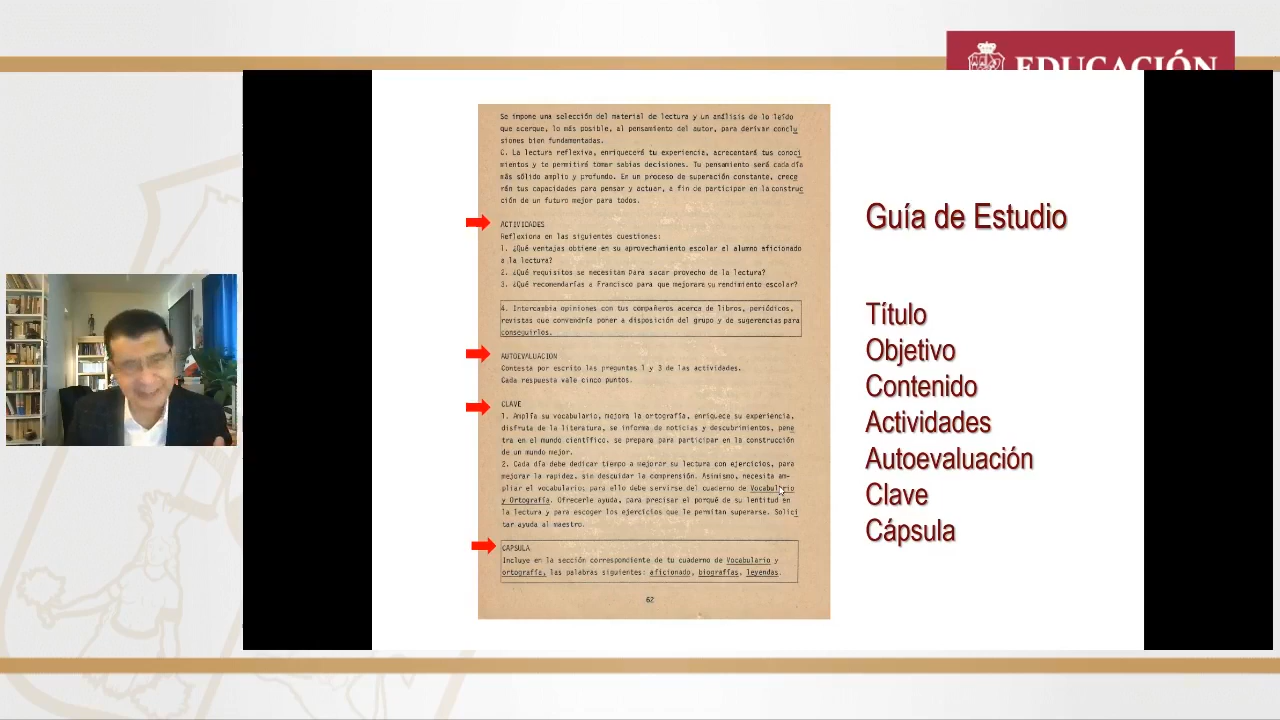 EDUCACIÓN
Se impone una selección del material de lectura y un análisis de lo leído
que acerque, lo más posible, al pensamiento del autor, para derivar conclu
siones bien fundamentadas.
C. La lectura reflexiva, enriquecerá tu experiencia, acrecentará tus conoci
mientos y te permitirá tomar sabias decisiones. Tu pensamiento será cada día
más sólido amplio y profundo. En un proceso de superación constante, crece
rán tus capacidades para pensar y actuar, a fin de participar en la construc
ción de un futuro mejor para todos.
ACTIVIDADES
Reflexiona en las siguientes cuestiones:
1. ¿Qué ventajas obtiene en su aprovechamiento escolar el alumno aficionado
a la lectura?
2. ¿Qué requisitos se necesitan para sacar provecho de la lectura?
3. ¿Qué recomendarías a Francisco para que mejorara su rendimiento escolar?
4. Intercambia opiniones con tus compañeros acerca de libros, periódicos,
revistas que convendría poner a disposición del grupo y de sugerencias para
conseguirlos.
AUTOEVALUACION
Contesta por escrito las preguntas 1 y 3 de las actividades.
Cada respuesta vale cinco puntos.
CLAVE
1. Amplía su vocabulario, mejora la ortografía, enriquece su experiencia,
disfruta de la literatura, se informa de noticias y descubrimientos, pene
tra en el mundo científico, se prepara para participar en la construcción
de un mundo mejor.
2. Cada día debe dedicar tiempo a mejorar su lectura con ejercicios, para
mejorar la rapidez, sin descuidar la comprensión. Asimismo, necesita am-
pliar el vocabulario; para ello debe servirse del cuaderno de Vocabulario
y Ortografía. Ofrecerle ayuda, para precisar el porqué de su lentitud en
la lectura y para escoger los ejercicios que le permitan superarse. Solici
tar ayuda al maestro.
CAPSULA
Incluye en la sección correspondiente de tu cuaderno de Vocabulario y
ortografía, las palabras siguientes: aficionado, biografías, leyendas.
62
Guía de Estudio
Título
Objetivo
Contenido
Actividades
Autoevaluación
Clave
Cápsula